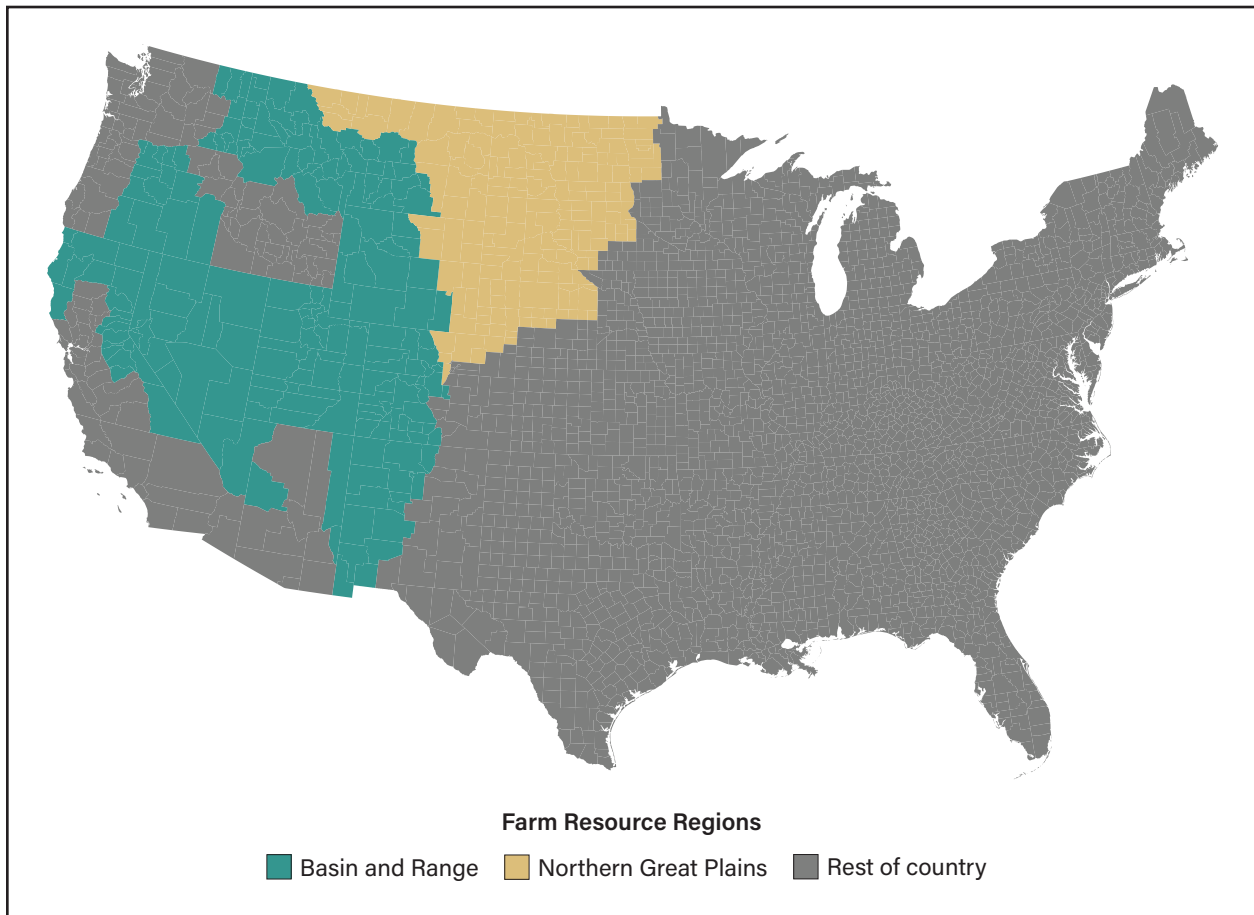 Farm Resource Regions
Basin and Range Northern Great Plains Rest of country